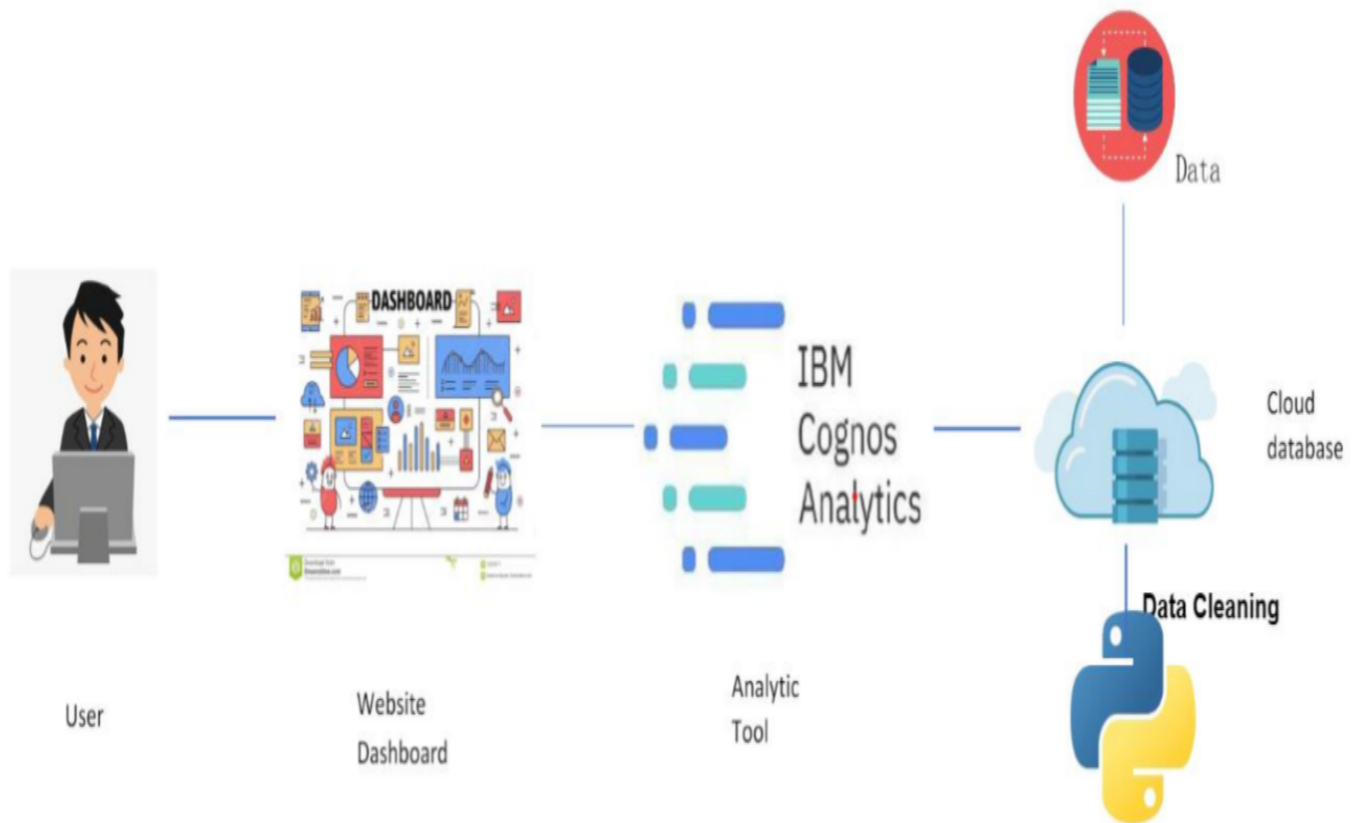 Data
DASHBOARD
IBM
Cognos
Analytics
Cloud
database
Data Cleaning
User
Website
Dashboard
Analytic
Tool